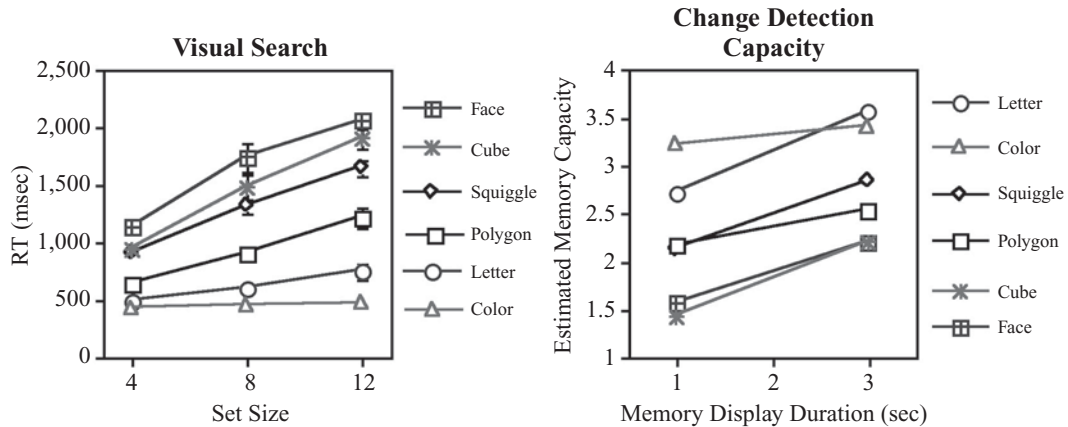 Visual Search
2,500
2,000
1,500
1,000
500
0
RT (msec)
4
8
12
Set Size
Face
Cube
Squiggle
Polygon
Letter
Color
Change Detection
Capacity
4
3.5
3
2.5
2
1.5
1
Estimated Memory Capacity
1
2
3
Memory Display Duration (sec)
Letter
Color
Squiggle
Polygon
Cube
Face